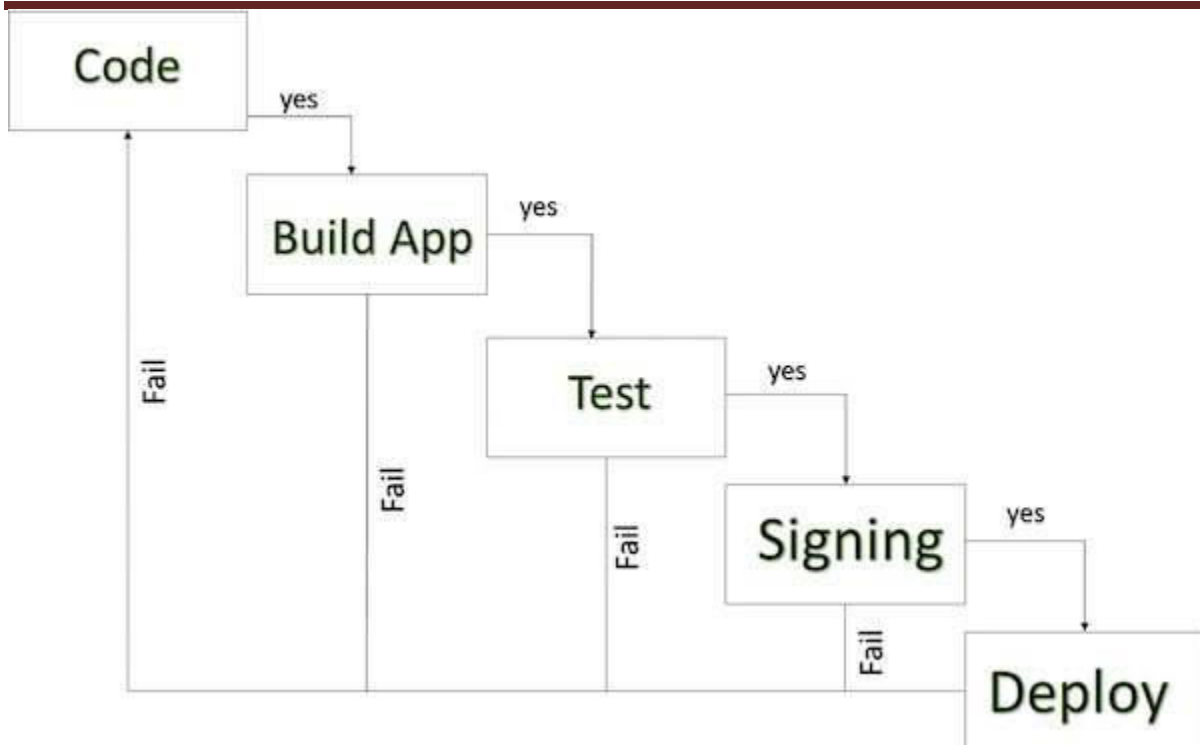 Code
yes
Build App
yes
Test
yes
Signing
yes
Deploy
Fail
Fail
Fail
Fail